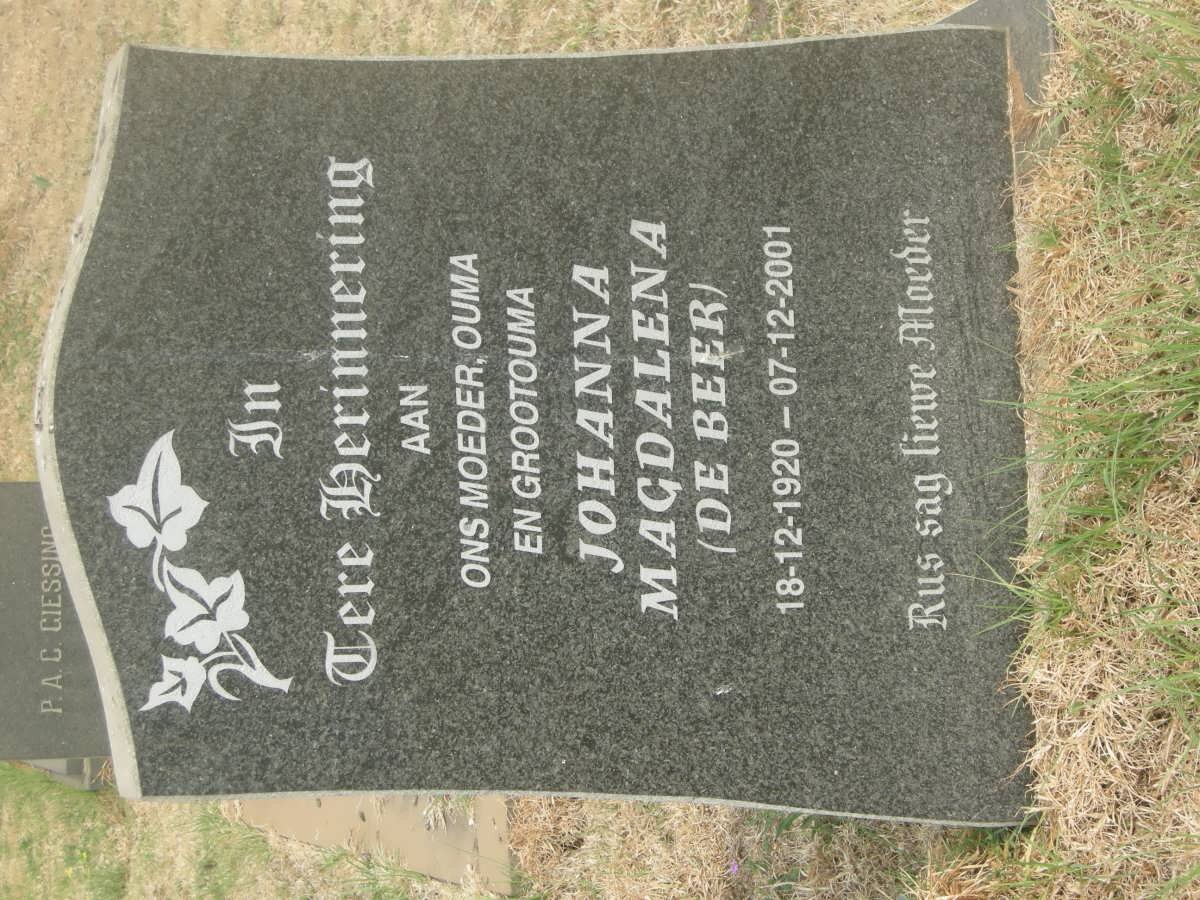 In
Tere Herinnering
AAN
ONS MOEDER, OUMA
EN GROOTOUMA
JOHANNA
MAGDALENA
(DE BEER)
18-12-1920 – 07-12-2001
Rus sag liewe Moeder
P. A. C. GIESSING